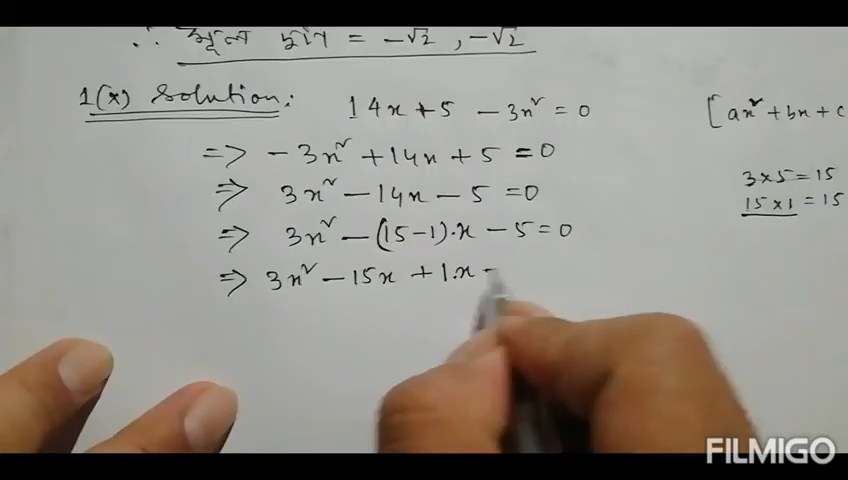 ∴ মূল দুটি = -√2, -√2
1(x) Solution:
14x + 5 - 3x² = 0
=> -3x² + 14x + 5 = 0
=> 3x² - 14x - 5 = 0
=> 3x² - (15-1).x - 5 = 0
=> 3x² - 15x + 1.x -
[ax² + bx + c
3×5=15
15×1=15
FILMIGO